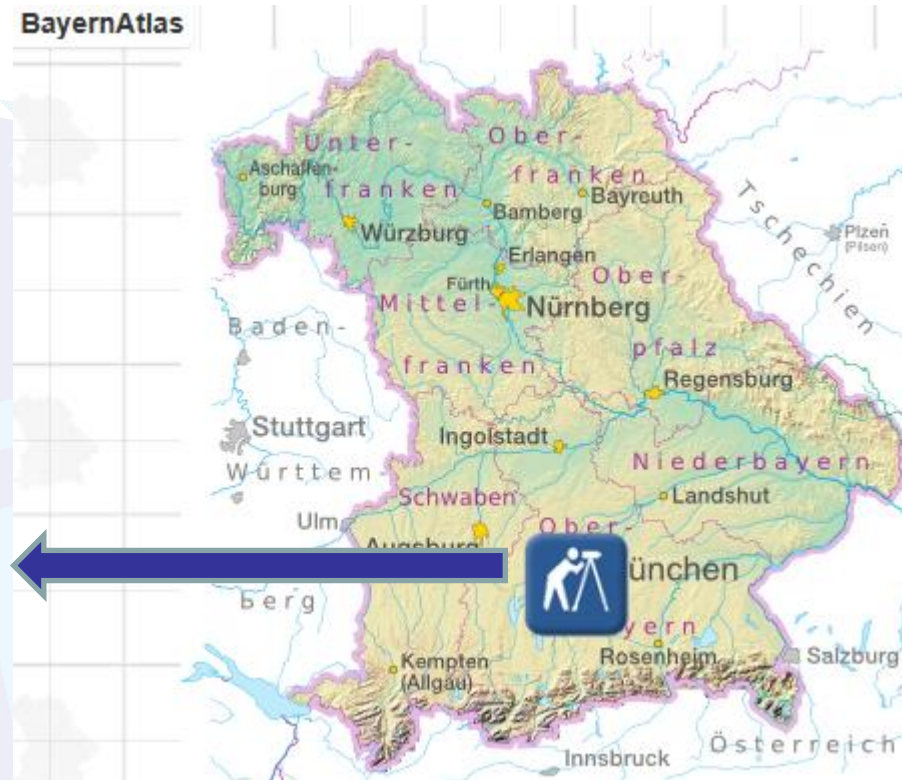 BayernAtlas
Unter-
franken
Ober-
franken
Aschaffen-
burg
Bayreuth
Bamberg
Würzburg
Tschechien
Plzeň
(Pilsen)
Erlangen
Fürth
Ober-
Mittel-
Nürnberg
Baden-
pfalz
franken
Regensburg
Stuttgart
Ingolstadt
Württem-
Niederbayern
Schwaben
Landshut
Ulm
Ober-
Augsburg
ünchen
berg
yern
Rosenheim
Salzburg
Kempten
(Allgäu)
Österreich
Innsbruck